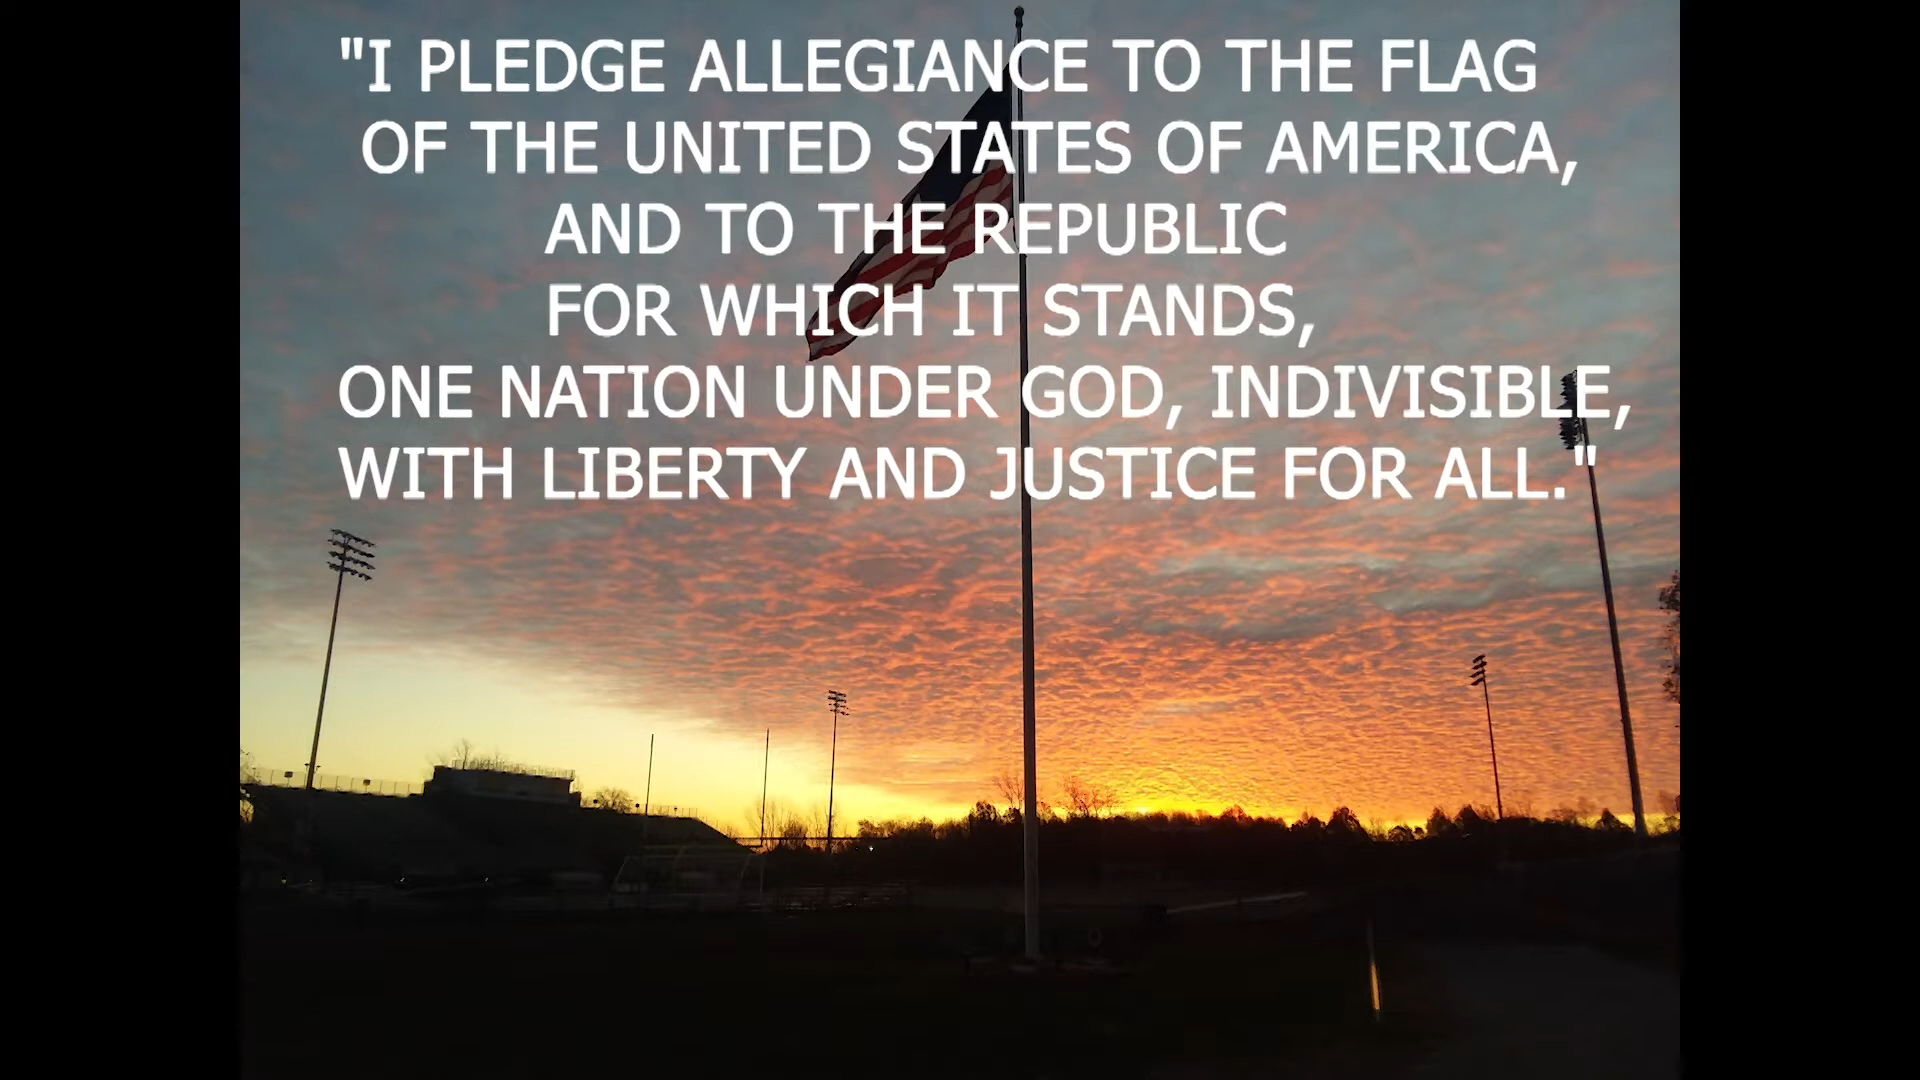 "I PLEDGE ALLEGIANCE TO THE FLAG
OF THE UNITED STATES OF AMERICA,
AND TO THE REPUBLIC
FOR WHICH IT STANDS,
ONE NATION UNDER GOD, INDIVISIBLE,
WITH LIBERTY AND JUSTICE FOR ALL."